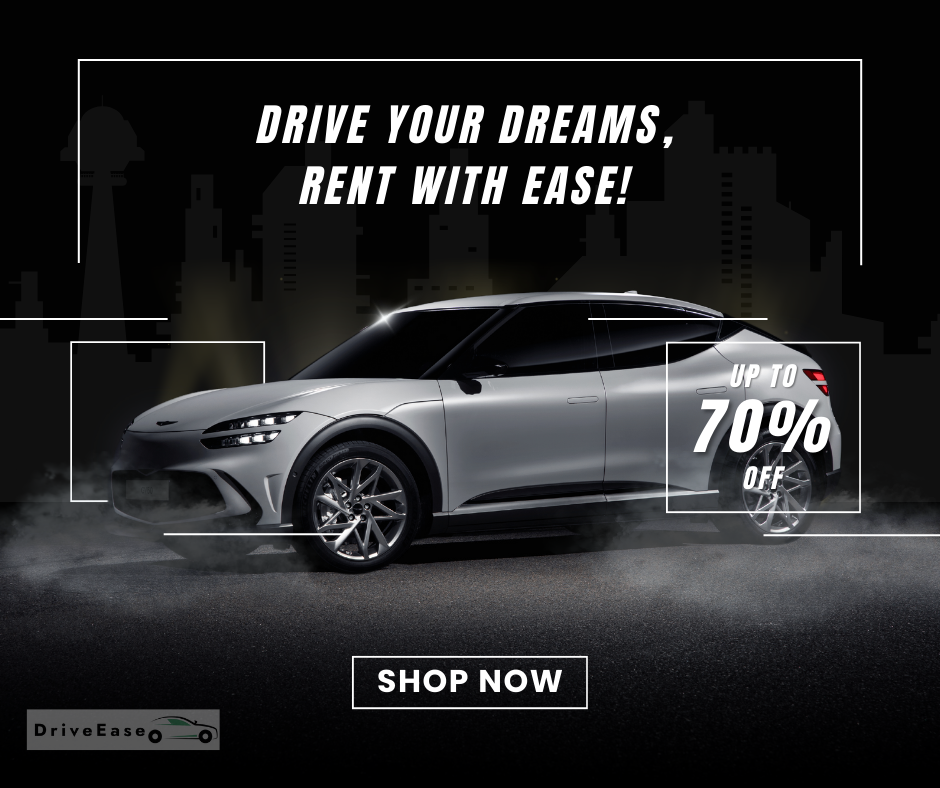 DRIVE YOUR DREAMS,
RENT WITH EASE!
UP TO
70%
OFF
SHOP NOW
DriveEase